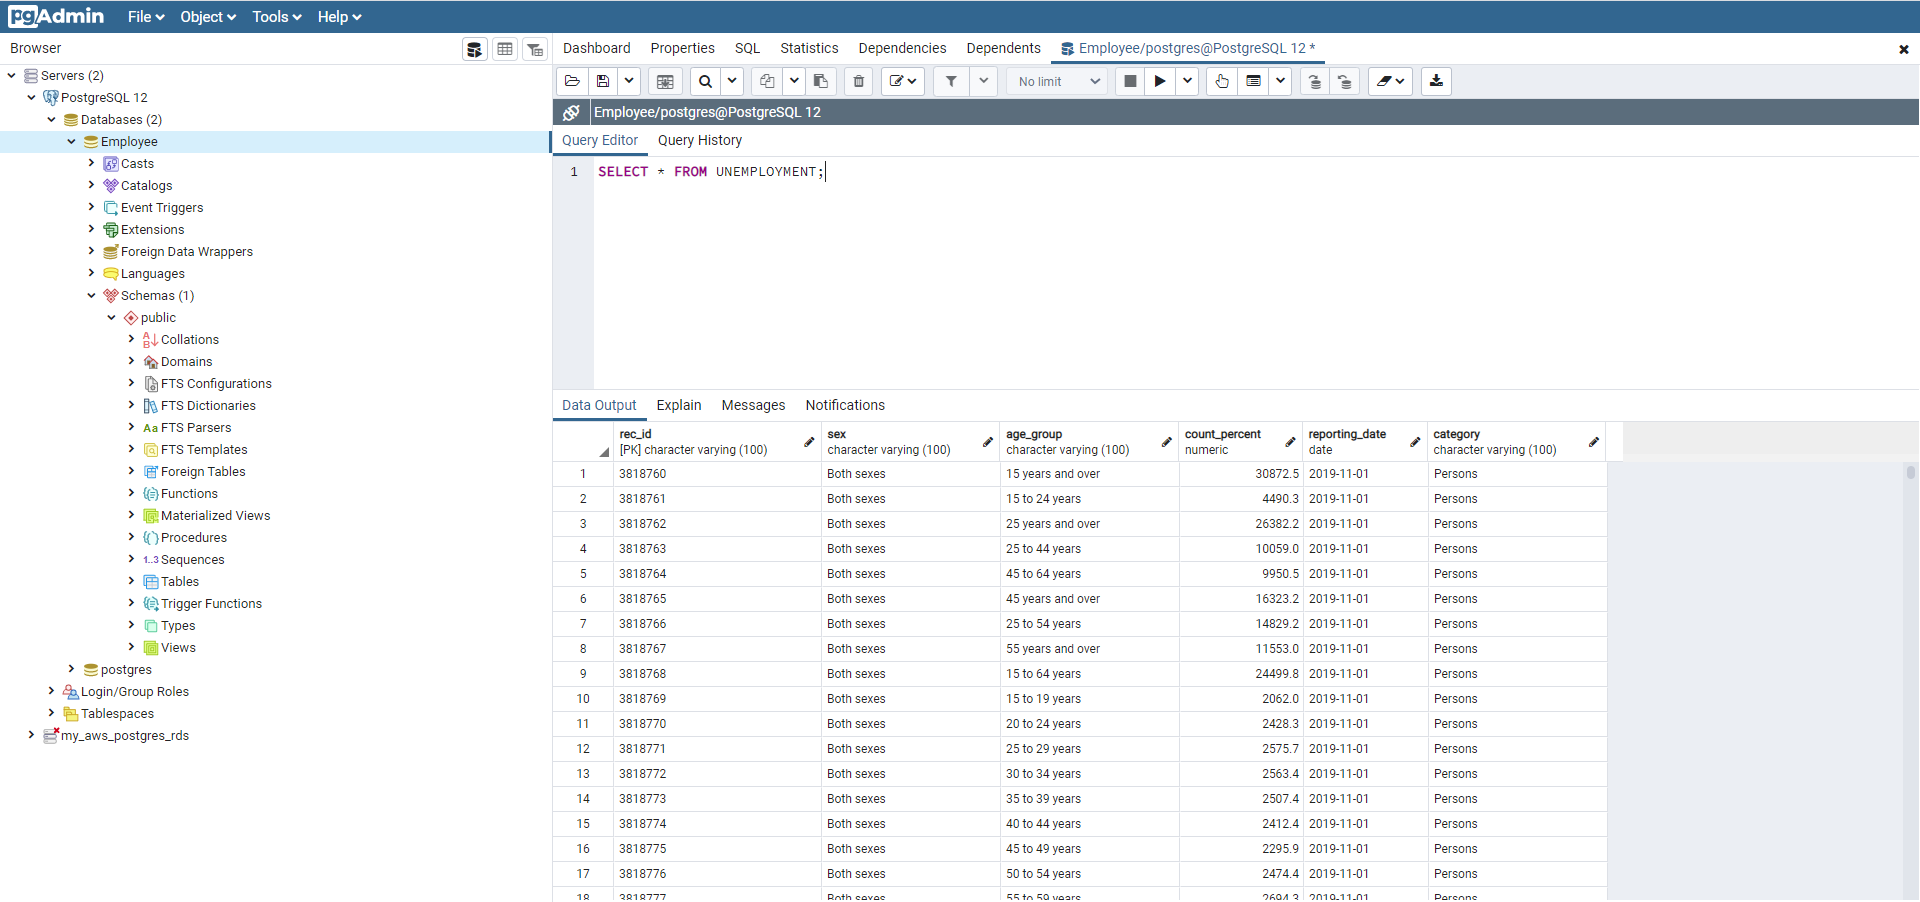 pgAdmin File Object Tools Help
Browser
Dashboard Properties SQL Statistics Dependencies Dependents Employee/postgres@PostgreSQL 12 *
Servers (2)
PostgreSQL 12
Databases (2)
Employee
Casts
Catalogs
Event Triggers
Extensions
Foreign Data Wrappers
Languages
Schemas (1)
public
Collations
Domains
FTS Configurations
FTS Dictionaries
FTS Parsers
FTS Templates
Foreign Tables
Functions
Materialized Views
Procedures
1..3 Sequences
Tables
Trigger Functions
Types
Views
postgres
Login/Group Roles
Tablespaces
my_aws_postgres_rds
No limit
Employee/postgres@PostgreSQL 12
Query Editor Query History
1 SELECT * FROM UNEMPLOYMENT;
Data Output Explain Messages Notifications
rec_id sex age_group count_percent reporting_date category
[PK] character varying (100) character varying (100) character varying (100) numeric date character varying (100)
1 3818760 Both sexes 15 years and over 30872.5 2019-11-01 Persons
2 3818761 Both sexes 15 to 24 years 4490.3 2019-11-01 Persons
3 3818762 Both sexes 25 years and over 26382.2 2019-11-01 Persons
4 3818763 Both sexes 25 to 44 years 10059.0 2019-11-01 Persons
5 3818764 Both sexes 45 to 64 years 9950.5 2019-11-01 Persons
6 3818765 Both sexes 45 years and over 16323.2 2019-11-01 Persons
7 3818766 Both sexes 25 to 54 years 14829.2 2019-11-01 Persons
8 3818767 Both sexes 55 years and over 11553.0 2019-11-01 Persons
9 3818768 Both sexes 15 to 64 years 24499.8 2019-11-01 Persons
10 3818769 Both sexes 15 to 19 years 2062.0 2019-11-01 Persons
11 3818770 Both sexes 20 to 24 years 2428.3 2019-11-01 Persons
12 3818771 Both sexes 25 to 29 years 2575.7 2019-11-01 Persons
13 3818772 Both sexes 30 to 34 years 2563.4 2019-11-01 Persons
14 3818773 Both sexes 35 to 39 years 2507.4 2019-11-01 Persons
15 3818774 Both sexes 40 to 44 years 2412.4 2019-11-01 Persons
16 3818775 Both sexes 45 to 49 years 2295.9 2019-11-01 Persons
17 3818776 Both sexes 50 to 54 years 2474.4 2019-11-01 Persons
18 3818777 Both sexes 55 to 59 years 2694.3 2019-11-01 Persons